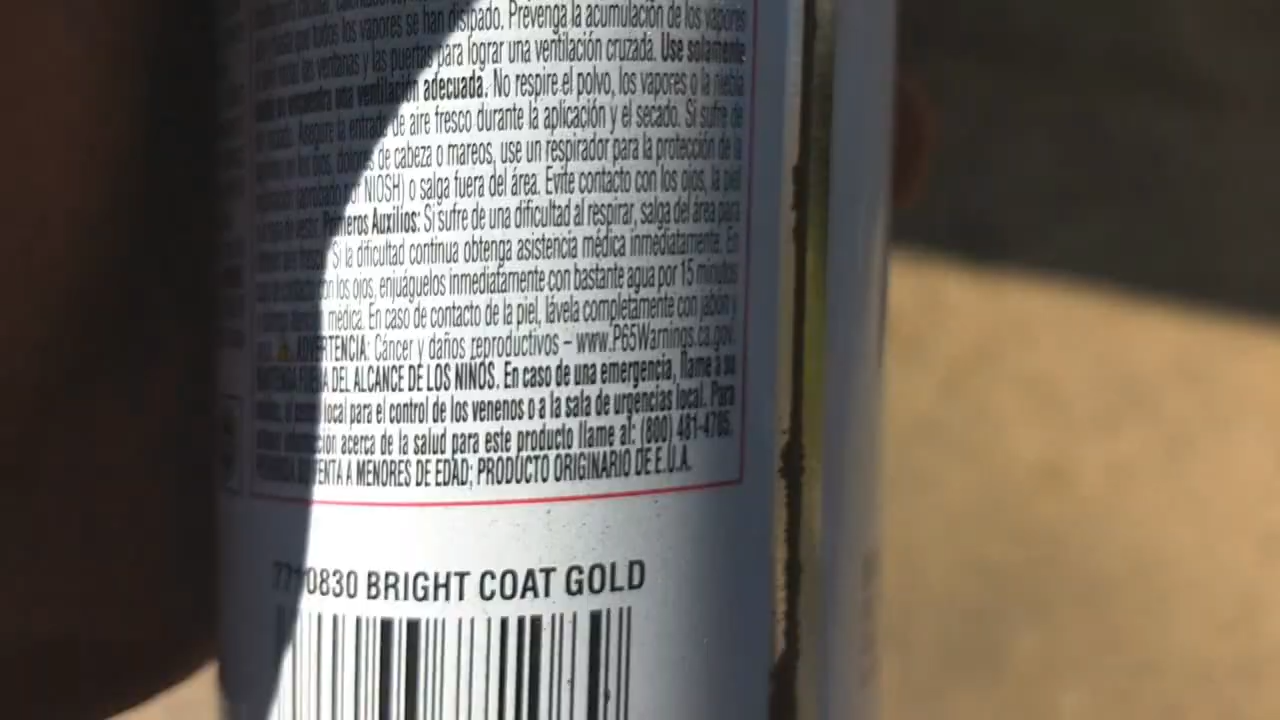 todos los vapores se han disipado. Prevenga la acumulación de los vapores
las ventanas y las puertas para lograr una ventilación cruzada. Use solamente
encuentra una ventilación adecuada. No respire el polvo, los vapores o la niebla
Asegure la entrada de aire fresco durante la aplicación y el secado. Si sufre de
en los ojos, dolores de cabeza o mareos, use un respirador para la protección de la
(aprobado por NIOSH) o salga fuera del área. Evite contacto con los ojos, la piel
Primeros Auxilios: Si sufre de una dificultad al respirar, salga del área para
Si la dificultad continua obtenga asistencia médica inmediatamente. En
con los ojos, enjuáguelos inmediatamente con bastante agua por 15 minutos
médica. En caso de contacto de la piel, lávela completamente con jabón y
ADVERTENCIA: Cáncer y daños reproductivos – www.P65Warnings.ca.gov.
MANTENGA FUERA DEL ALCANCE DE LOS NIÑOS. En caso de una emergencia, llame a su
local para el control de los venenos o a la sala de urgencias local. Para
información acerca de la salud para este producto llame al: (800) 481-4785.
VENTA A MENORES DE EDAD; PRODUCTO ORIGINARIO DE E.U.A.
7710830 BRIGHT COAT GOLD